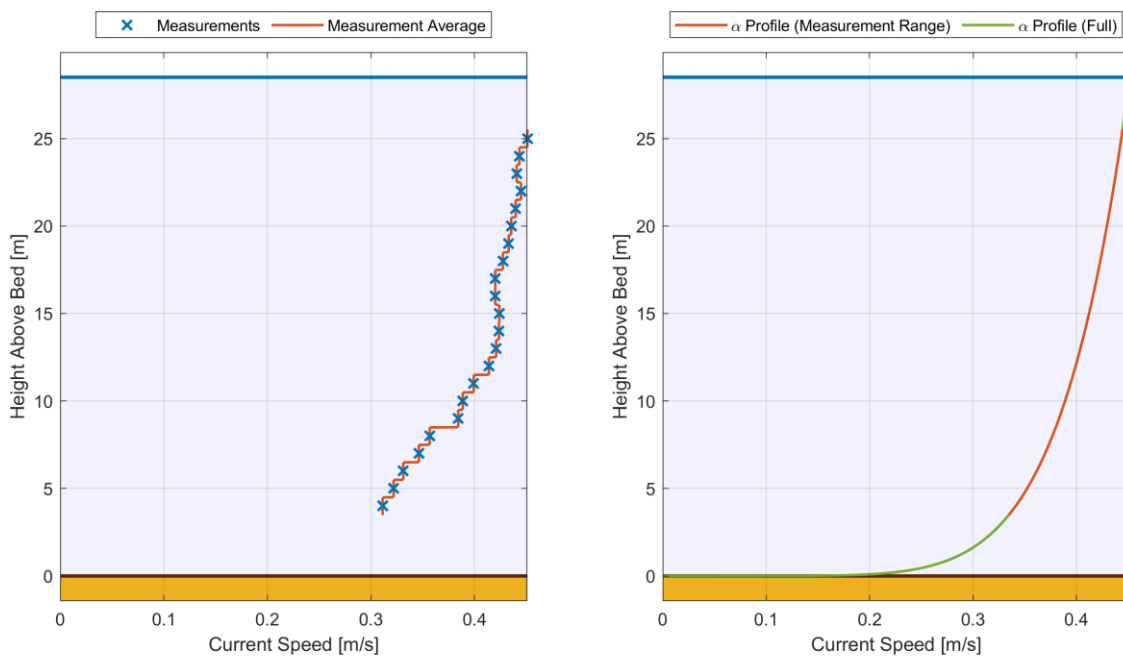 Measurements
Measurement Average
25
20
15
10
5
0
Height Above Bed [m]
0
0.1
0.2
0.3
0.4
Current Speed [m/s]
α Profile (Measurement Range)
α Profile (Full)
25
20
15
10
5
0
Height Above Bed [m]
0
0.1
0.2
0.3
0.4
Current Speed [m/s]